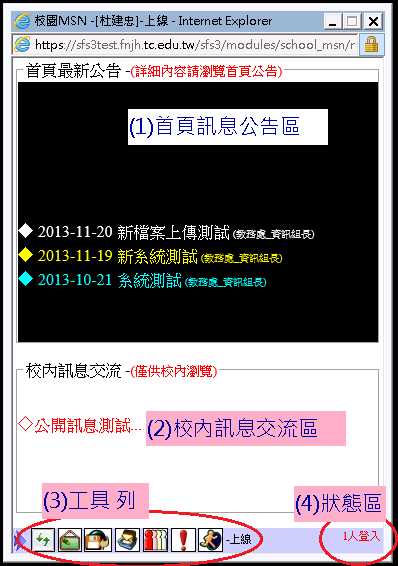 校園MSN -[杜建忠]-上線 - Internet Explorer
https://sfs3test.fnjh.tc.edu.tw/sfs3/modules/school_msn/r
首頁最新公告 -(詳細內容請瀏覽首頁公告)
(1)首頁訊息公告區
◆ 2013-11-20 新檔案上傳測試 (教務處_資訊組長)
◆ 2013-11-19 新系統測試 (教務處_資訊組長)
◆ 2013-10-21 系統測試 (教務處_資訊組長)
校內訊息交流 -(僅供校內瀏覽)
◇公開訊息測試... (2)校內訊息交流區
(3)工具 列
(4)狀態區
-上線
1人登入